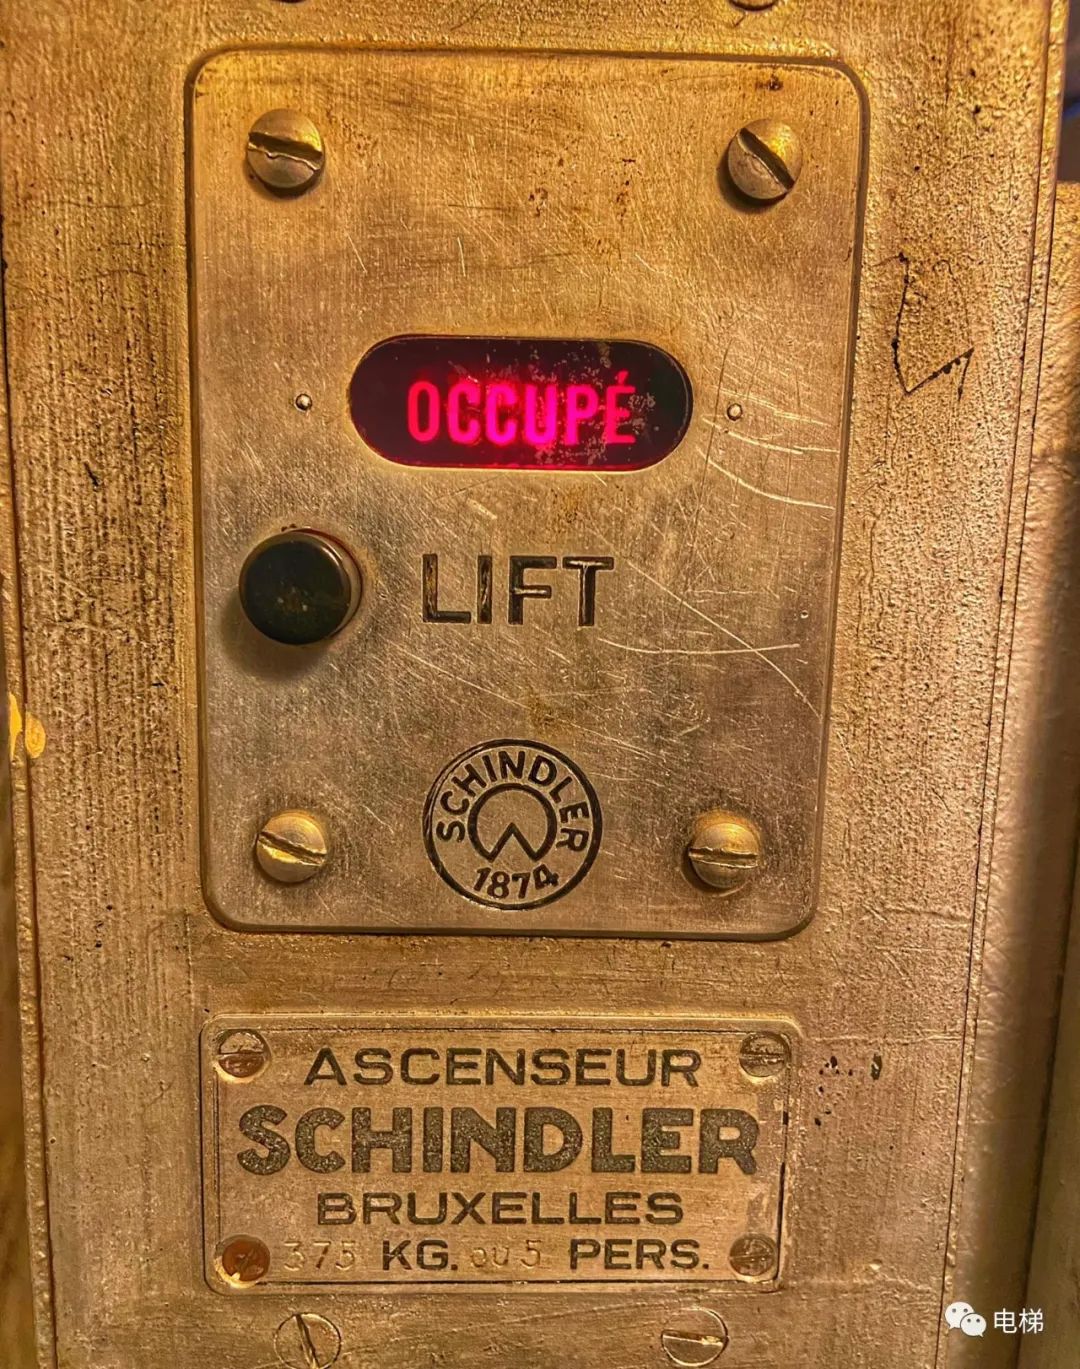 OCCUPÉ
LIFT
SCHINDLER
1874
ASCENSEUR
SCHINDLER
BRUXELLES
375 KG. ou 5 PERS.
电梯